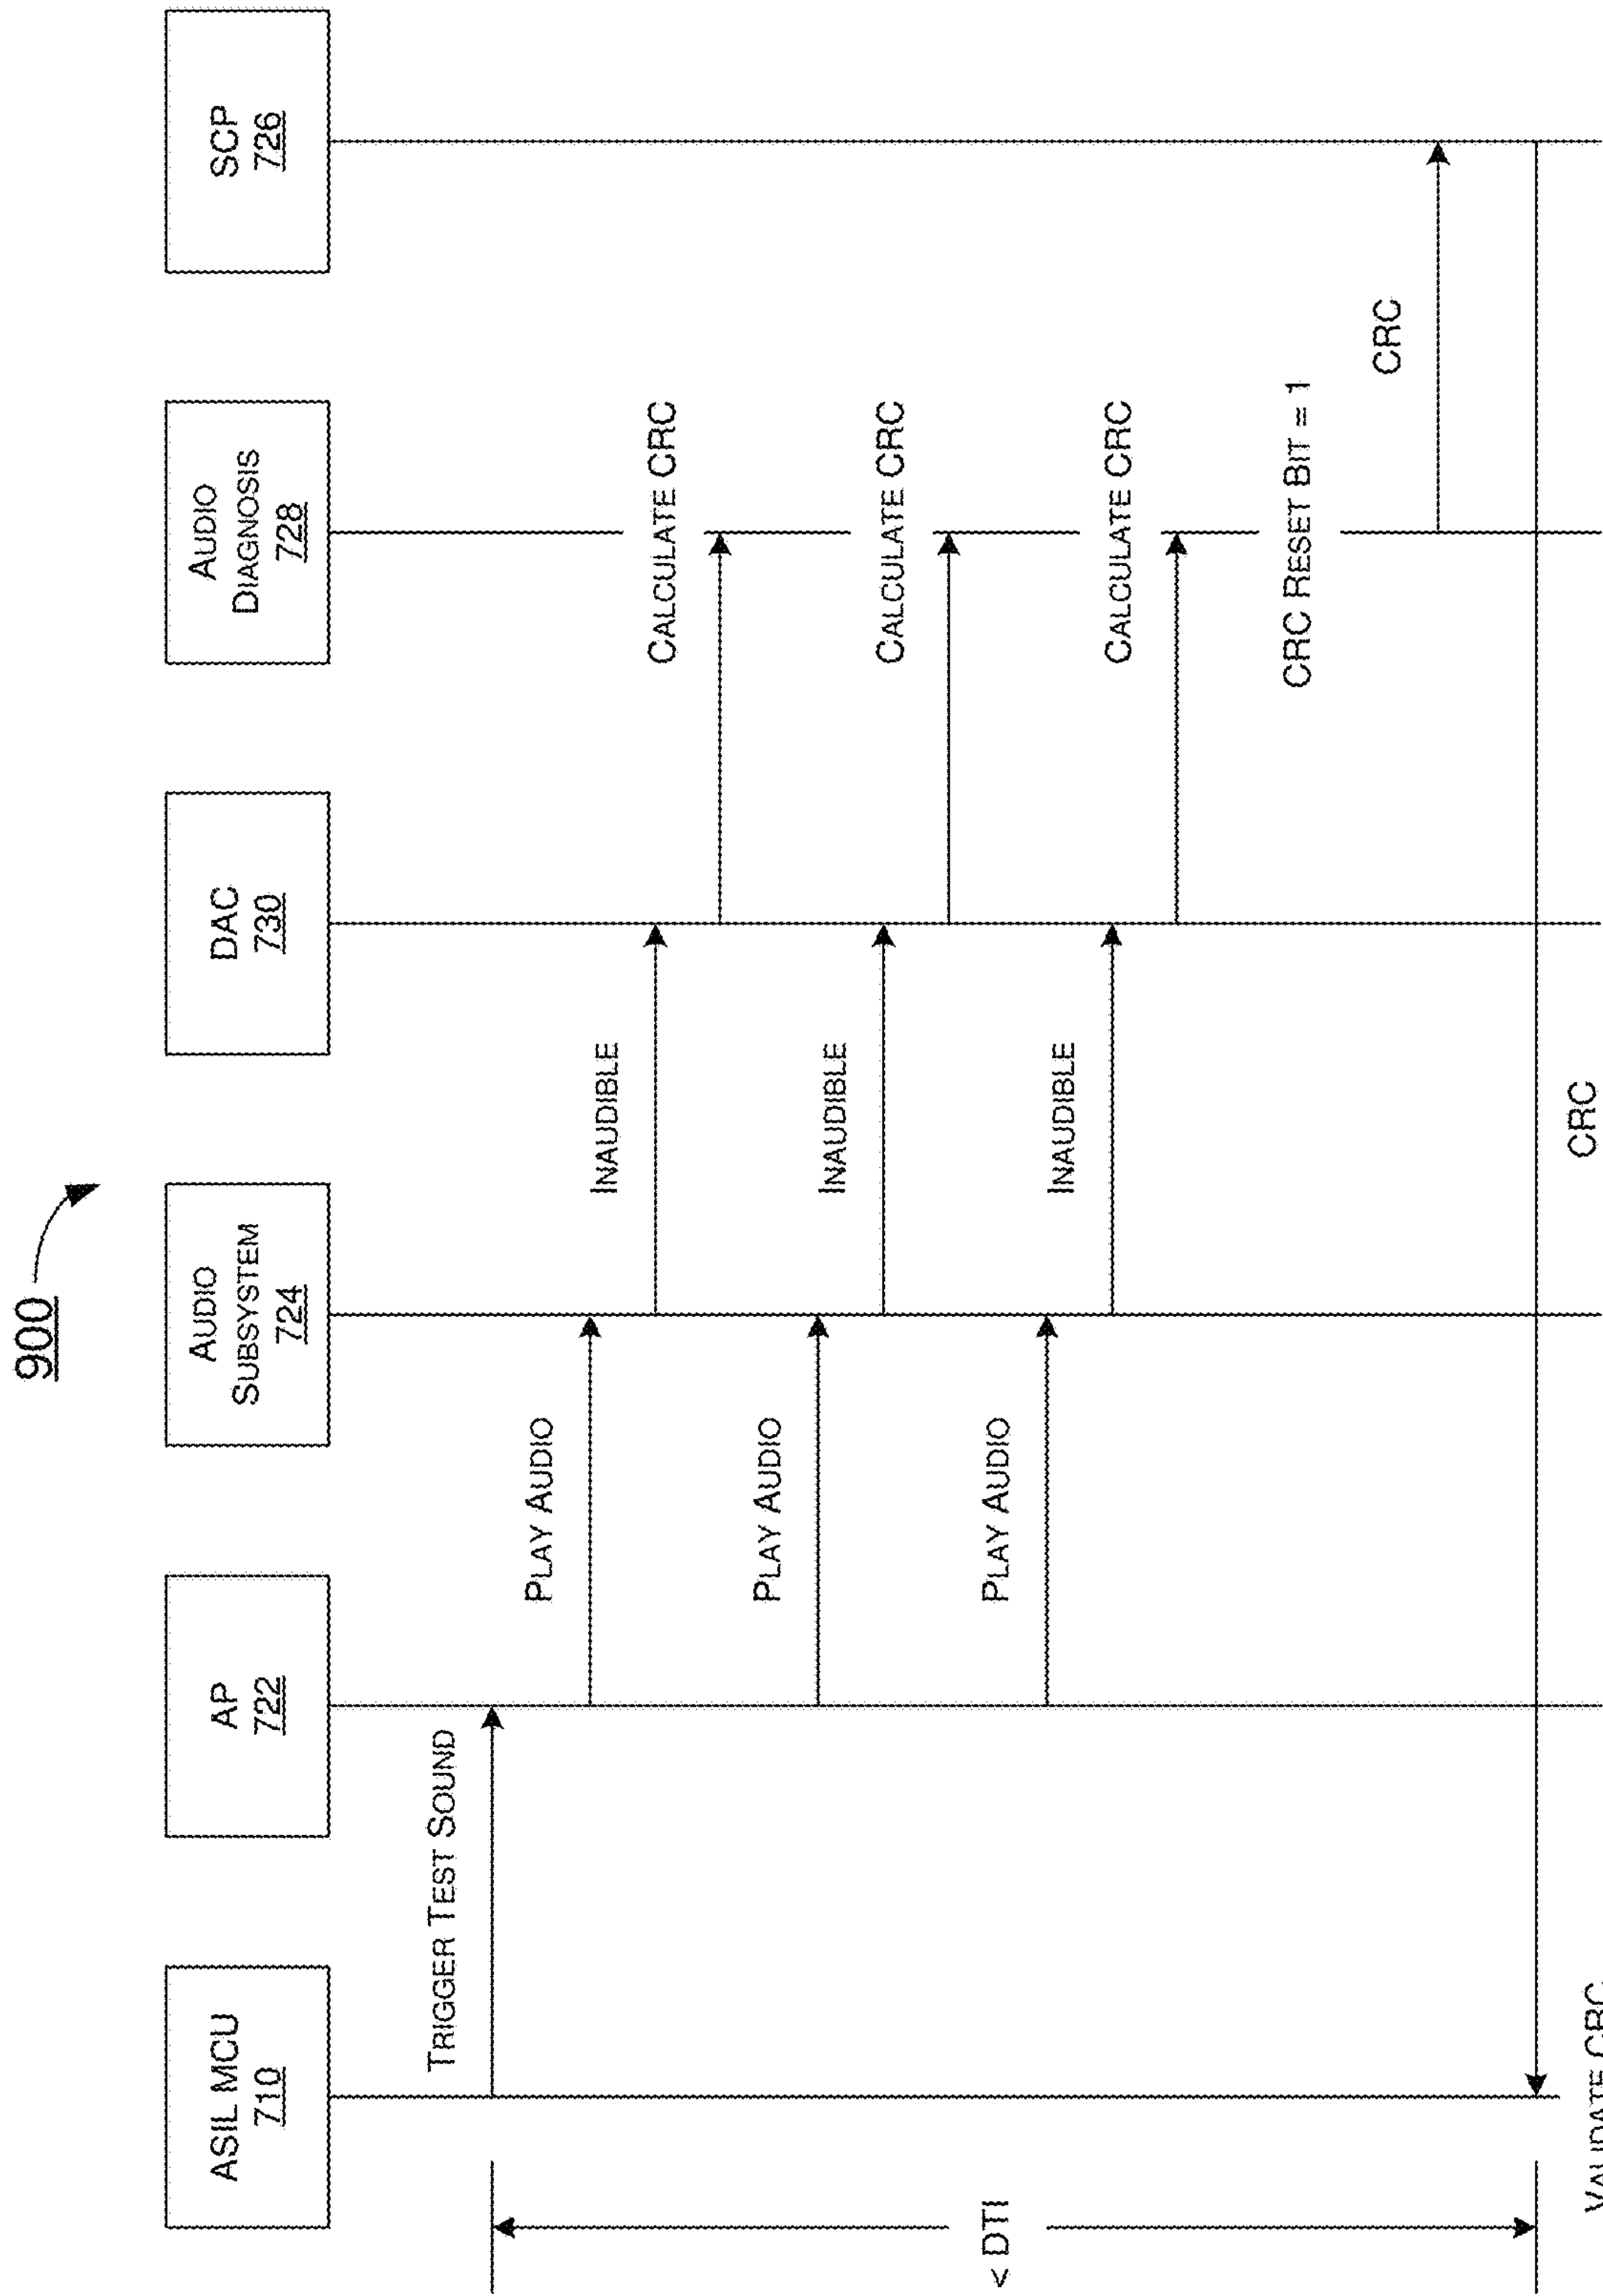 900
ASIL MCU
710
AP
722
AUDIO
SUBSYSTEM
724
DAC
730
AUDIO
DIAGNOSIS
728
SCP
726
TRIGGER TEST SOUND
PLAY AUDIO
INAUDIBLE
CALCULATE CRC
PLAY AUDIO
INAUDIBLE
CALCULATE CRC
PLAY AUDIO
INAUDIBLE
CALCULATE CRC
< DTI
CRC RESET BIT = 1
CRC
CRC
VALIDATE CRC